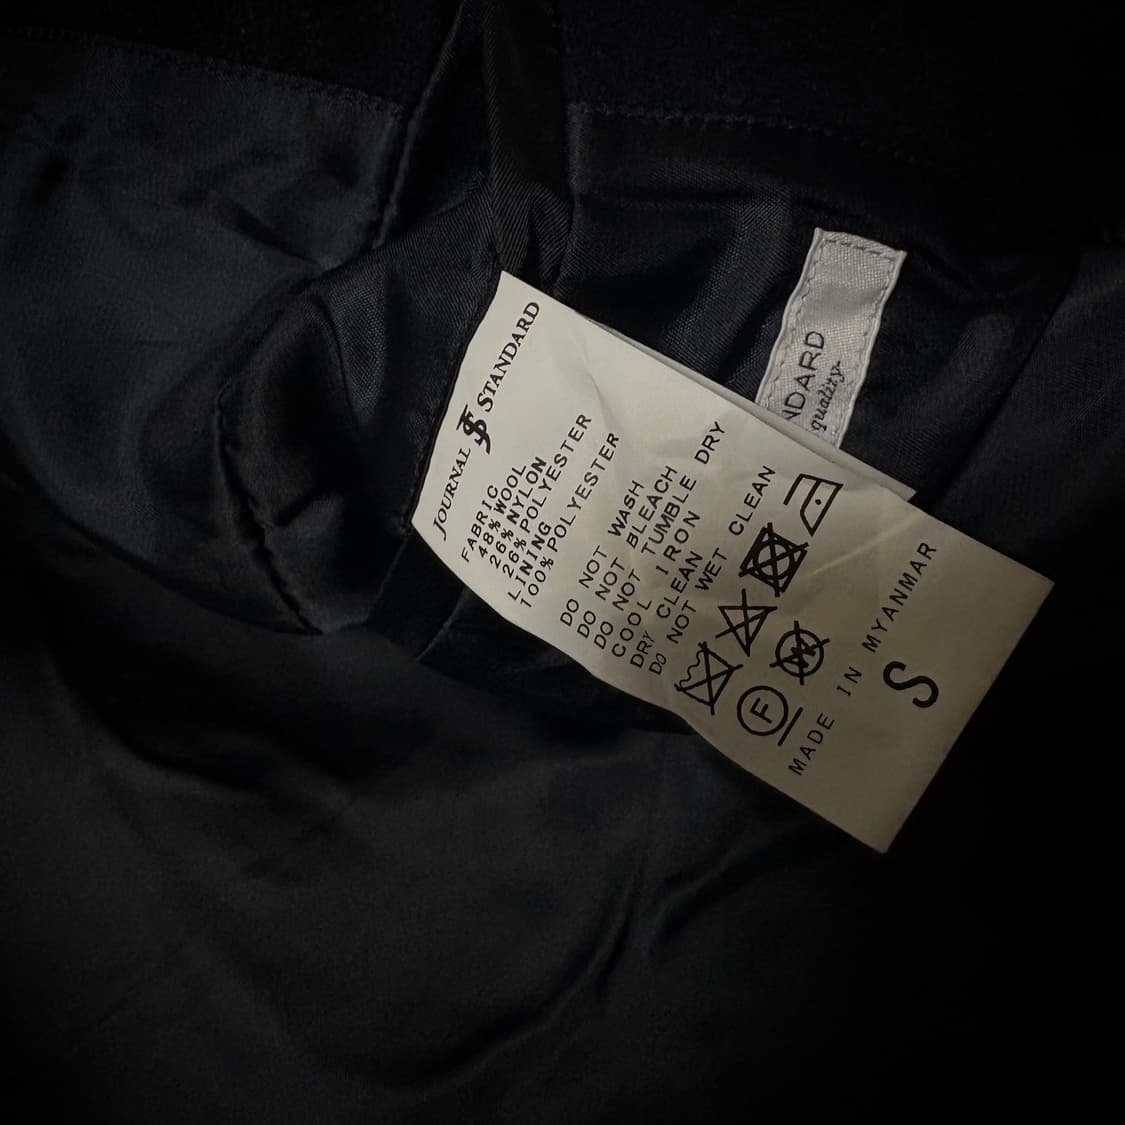 JOURNAL JS STANDARD
FABRIC
48%WOOL
26%NYLON
26%POLYESTER
LINING
100%POLYESTER
DO NOT WASH
DO NOT BLEACH
DO NOT TUMBLE DRY
COOL IRON
DRY CLEAN
DO NOT WET CLEAN
F W
MADE IN MYANMAR
S
NDARD
quality-